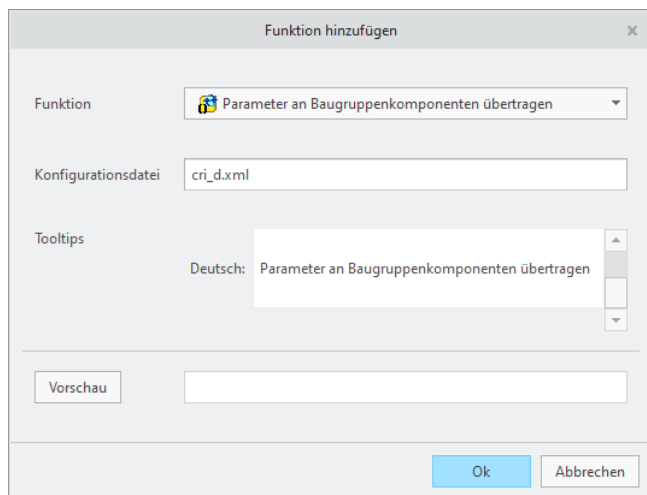 Funktion hinzufügen
Funktion
Parameter an Baugruppenkomponenten übertragen
Konfigurationsdatei
cri_d.xml
Tooltips
Deutsch: Parameter an Baugruppenkomponenten übertragen
Vorschau
Ok Abbrechen